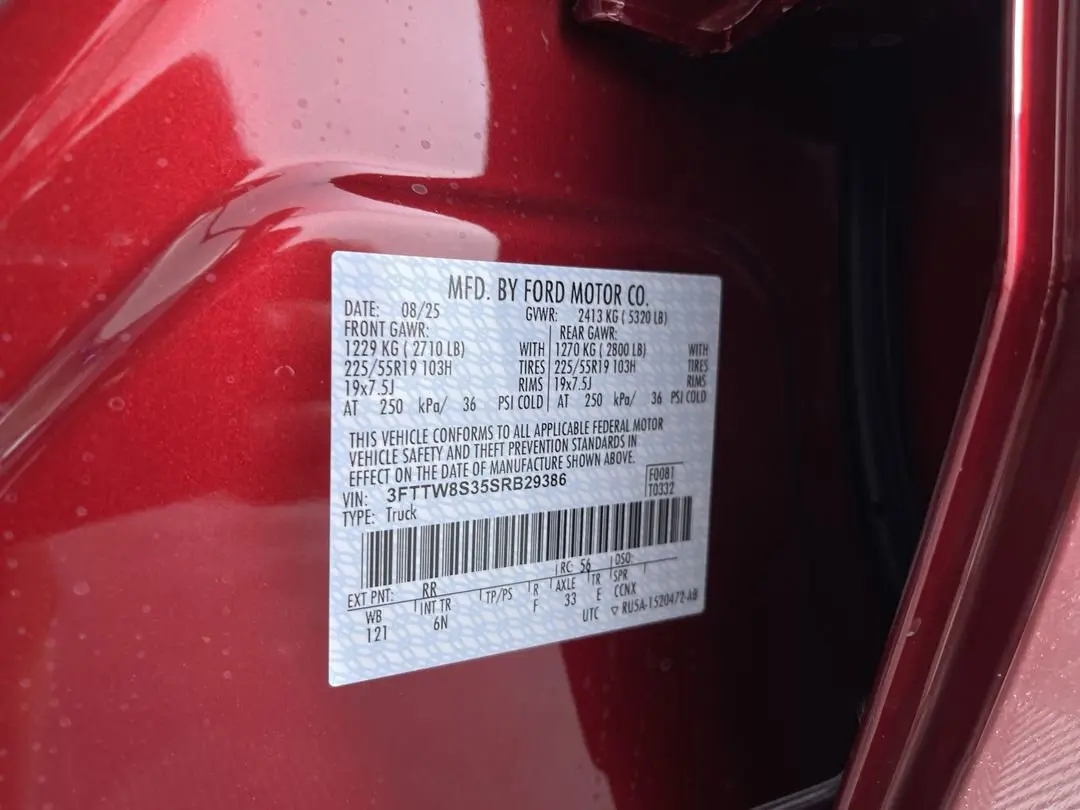 MFD. BY FORD MOTOR CO.
DATE: 08/25 GVWR: 2413 KG ( 5320 LB)
FRONT GAWR: REAR GAWR:
1229 KG ( 2710 LB) WITH 1270 KG ( 2800 LB) WITH
225/55R19 103H TIRES 225/55R19 103H TIRES
19x7.5J RIMS 19x7.5J RIMS
AT 250 kPa/ 36 PSI COLD AT 250 kPa/ 36 PSI COLD
THIS VEHICLE CONFORMS TO ALL APPLICABLE FEDERAL MOTOR
VEHICLE SAFETY AND THEFT PREVENTION STANDARDS IN
EFFECT ON THE DATE OF MANUFACTURE SHOWN ABOVE.
VIN: 3FTTW8S35SRB29386 F0081
TYPE: Truck T0332
EXT PNT: RR RC: 56 DSO:
WB INT TR TP/PS R AXLE TR SPR
121 6N F 33 E CCNX
UTC ▽ RU5A-1520472-AB